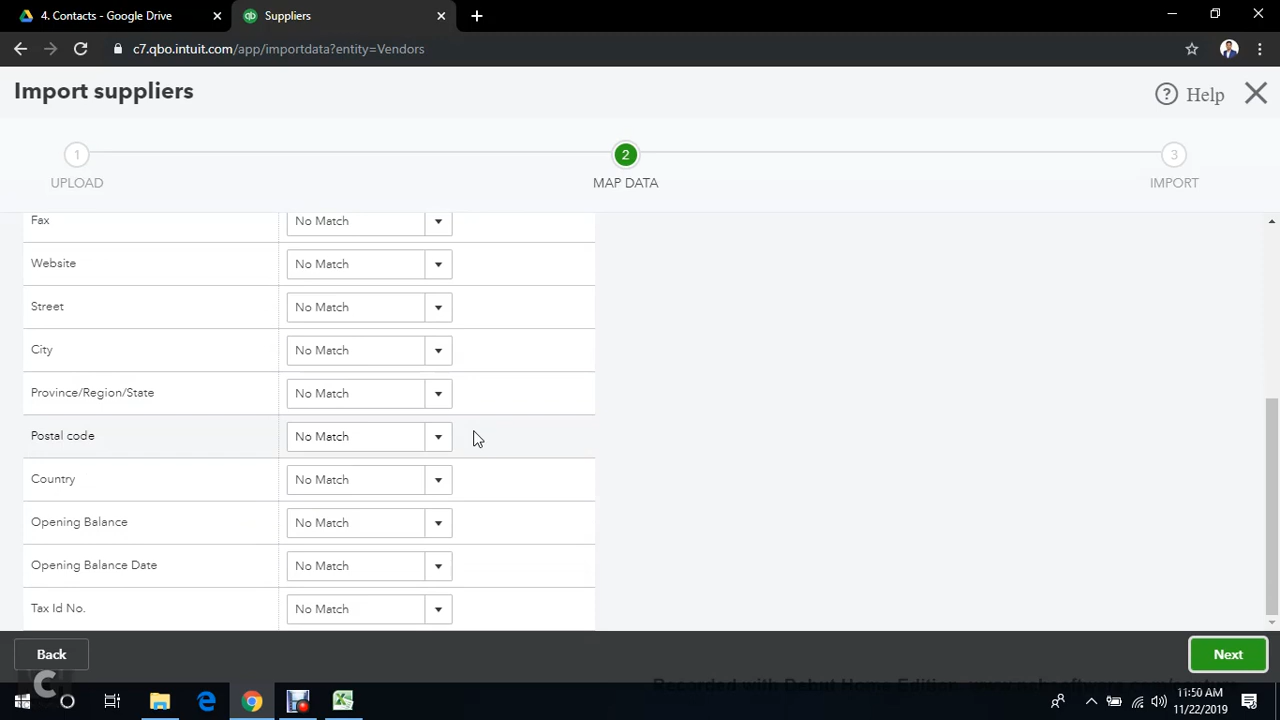 4. Contacts - Google Drive
Suppliers
c7.qbo.intuit.com/app/importdata?entity=Vendors
Import suppliers
? Help
1
2
3
UPLOAD
MAP DATA
IMPORT
Fax No Match
Website No Match
Street No Match
City No Match
Province/Region/State No Match
Postal code No Match
Country No Match
Opening Balance No Match
Opening Balance Date No Match
Tax Id No. No Match
Back
Next
11:50 AM
11/22/2019